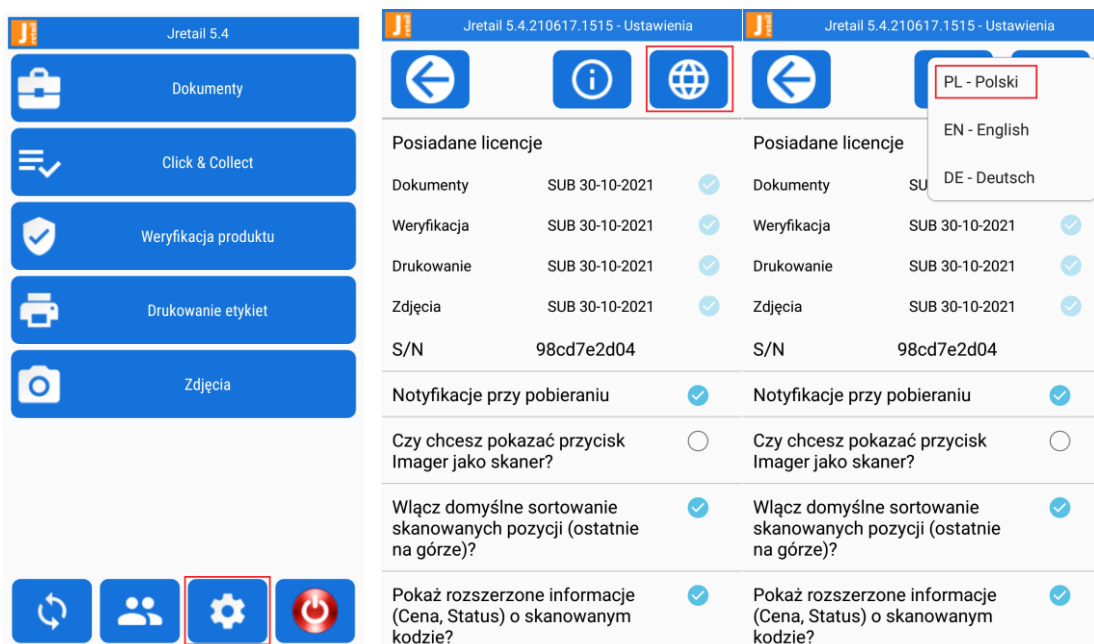 Jretail
Jretail 5.4
Dokumenty
Click & Collect
Weryfikacja produktu
Drukowanie etykiet
Zdjęcia
Jretail
Jretail 5.4.210617.1515 - Ustawienia
Posiadane licencje
Dokumenty SUB 30-10-2021
Weryfikacja SUB 30-10-2021
Drukowanie SUB 30-10-2021
Zdjęcia SUB 30-10-2021
S/N 98cd7e2d04
Notyfikacje przy pobieraniu
Czy chcesz pokazać przycisk
Imager jako skaner?
Włącz domyślne sortowanie
skanowanych pozycji (ostatnie
na górze)?
Pokaż rozszerzone informacje
(Cena, Status) o skanowanym
kodzie?
Jretail
Jretail 5.4.210617.1515 - Ustawienia
PL - Polski
EN - English
DE - Deutsch
Posiadane licencje
Dokumenty SU
Weryfikacja SUB 30-10-2021
Drukowanie SUB 30-10-2021
Zdjęcia SUB 30-10-2021
S/N 98cd7e2d04
Notyfikacje przy pobieraniu
Czy chcesz pokazać przycisk
Imager jako skaner?
Włącz domyślne sortowanie
skanowanych pozycji (ostatnie
na górze)?
Pokaż rozszerzone informacje
(Cena, Status) o skanowanym
kodzie?